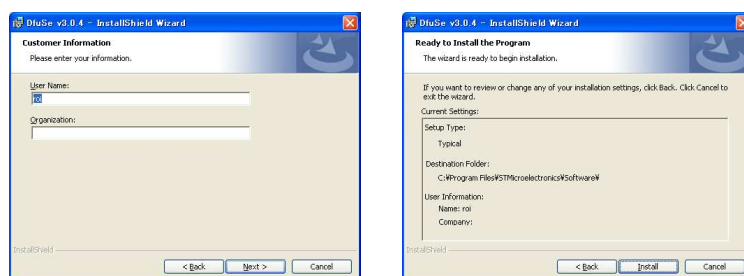 DfuSe v3.0.4 - InstallShield Wizard
Customer Information
Please enter your information.
User Name:
roi
Organization:
InstallShield
< Back
Next >
Cancel
DfuSe v3.0.4 - InstallShield Wizard
Ready to Install the Program
The wizard is ready to begin installation.
If you want to review or change any of your installation settings, click Back. Click Cancel to
exit the wizard.
Current Settings:
Setup Type:
Typical
Destination Folder:
C:¥Program Files¥STMicroelectronics¥Software¥
User Information:
Name: roi
Company:
InstallShield
< Back
Install
Cancel